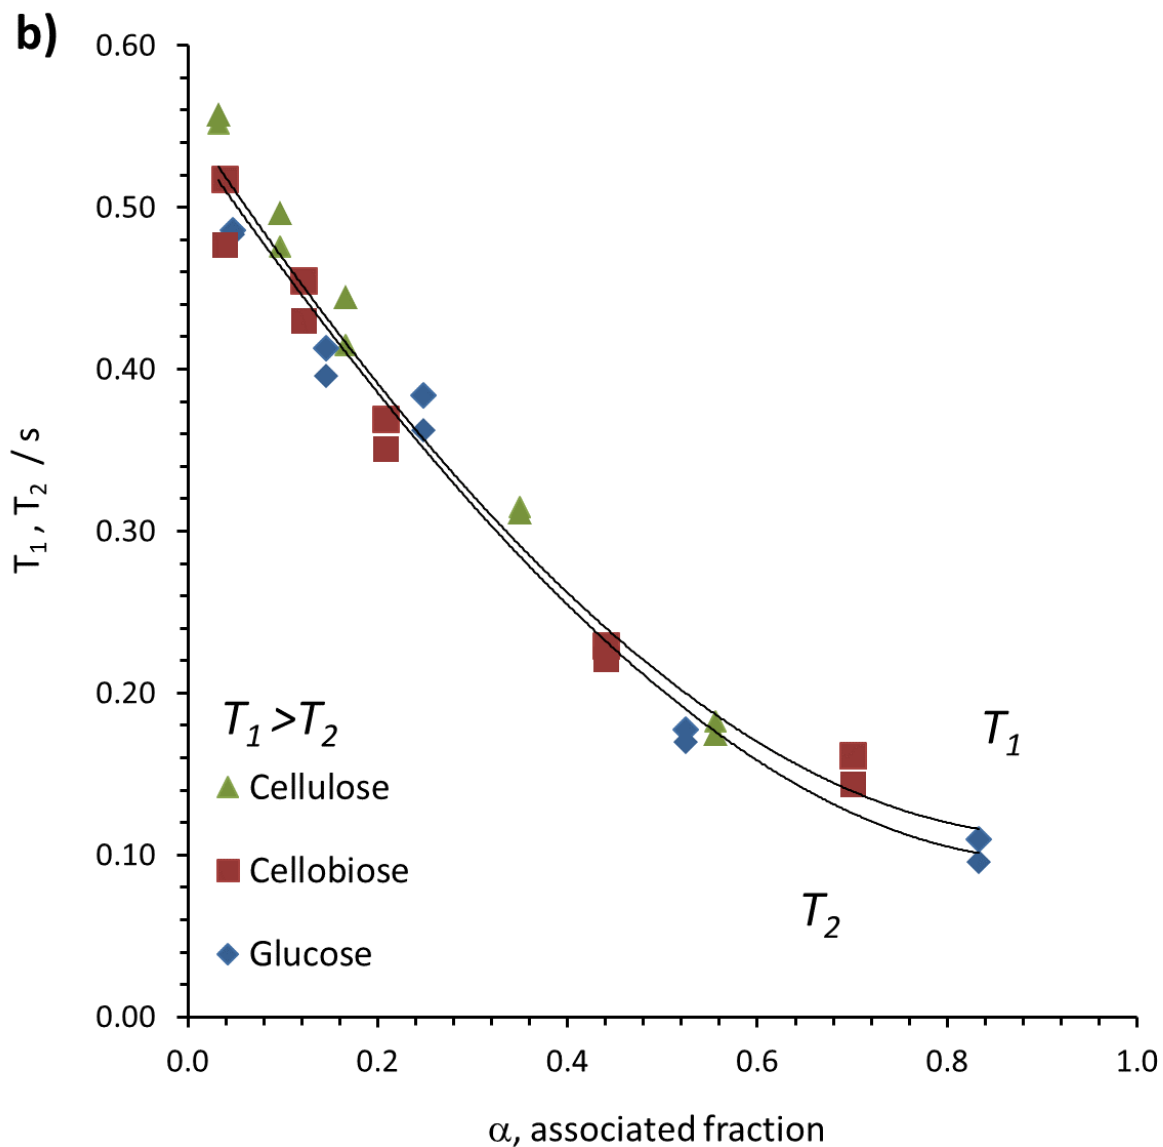 b)
0.60
0.50
0.40
0.30
0.20
0.10
0.00
T₁ , T₂ / s
T₁ >T₂
Cellulose
Cellobiose
Glucose
T₁
T₂
0.0 0.2 0.4 0.6 0.8 1.0
α, associated fraction